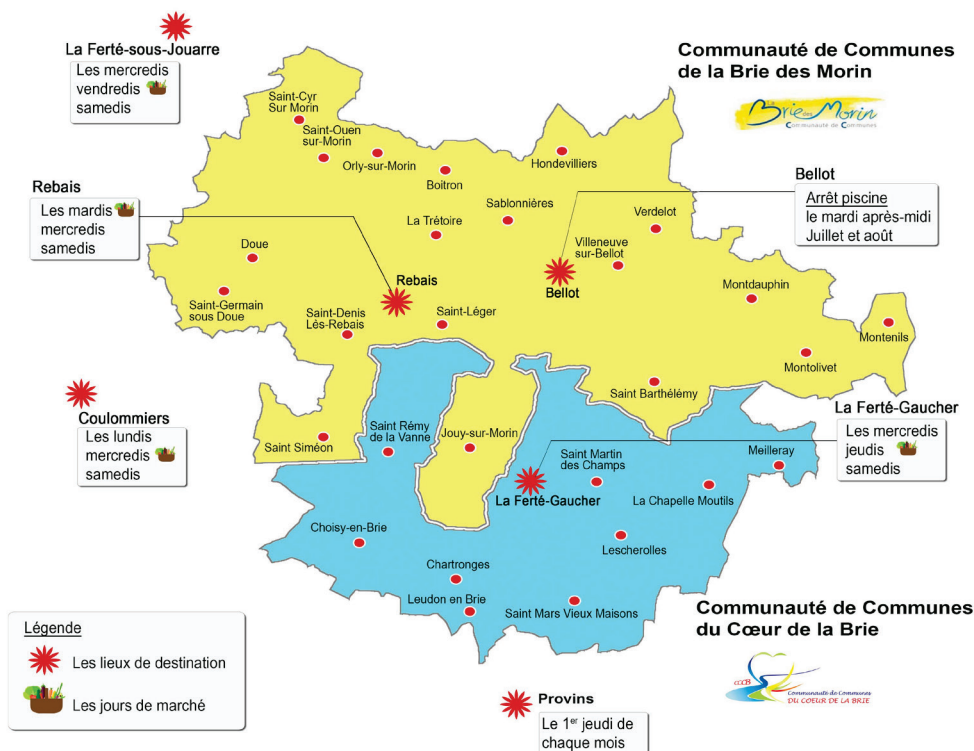 La Ferté-sous-Jouarre
Les mercredis
vendredis
samedis
Communauté de Communes
de la Brie des Morin
La
Brie des Morin
Communauté de Communes
Saint-Cyr
Sur Morin
Saint-Ouen
sur-Morin
Orly-sur-Morin
Boitron
Hondevilliers
Rebais
Les mardis
mercredis
samedis
Bellot
Arrêt piscine
le mardi après-midi
Juillet et août
Sablonnières
La Trétoire
Verdelot
Villeneuve
sur-Bellot
Doue
Rebais
Bellot
Montdauphin
Saint-Germain
sous Doue
Saint-Denis
Lès-Rebais
Saint-Léger
Montenils
Montolivet
Saint Barthélémy
Coulommiers
Les lundis
mercredis
samedis
La Ferté-Gaucher
Les mercredis
jeudis
samedis
Saint Siméon
Saint Rémy
de la Vanne
Jouy-sur-Morin
Saint Martin
des Champs
Meilleray
La Ferté-Gaucher
La Chapelle Moutils
Choisy-en-Brie
Lescherolles
Chartronges
Leudon en Brie
Saint Mars Vieux Maisons
Communauté de Communes
du Cœur de la Brie
CCCB
Communauté de Communes
DU COEUR DE LA BRIE
Légende
Les lieux de destination
Les jours de marché
Provins
Le 1er jeudi de
chaque mois